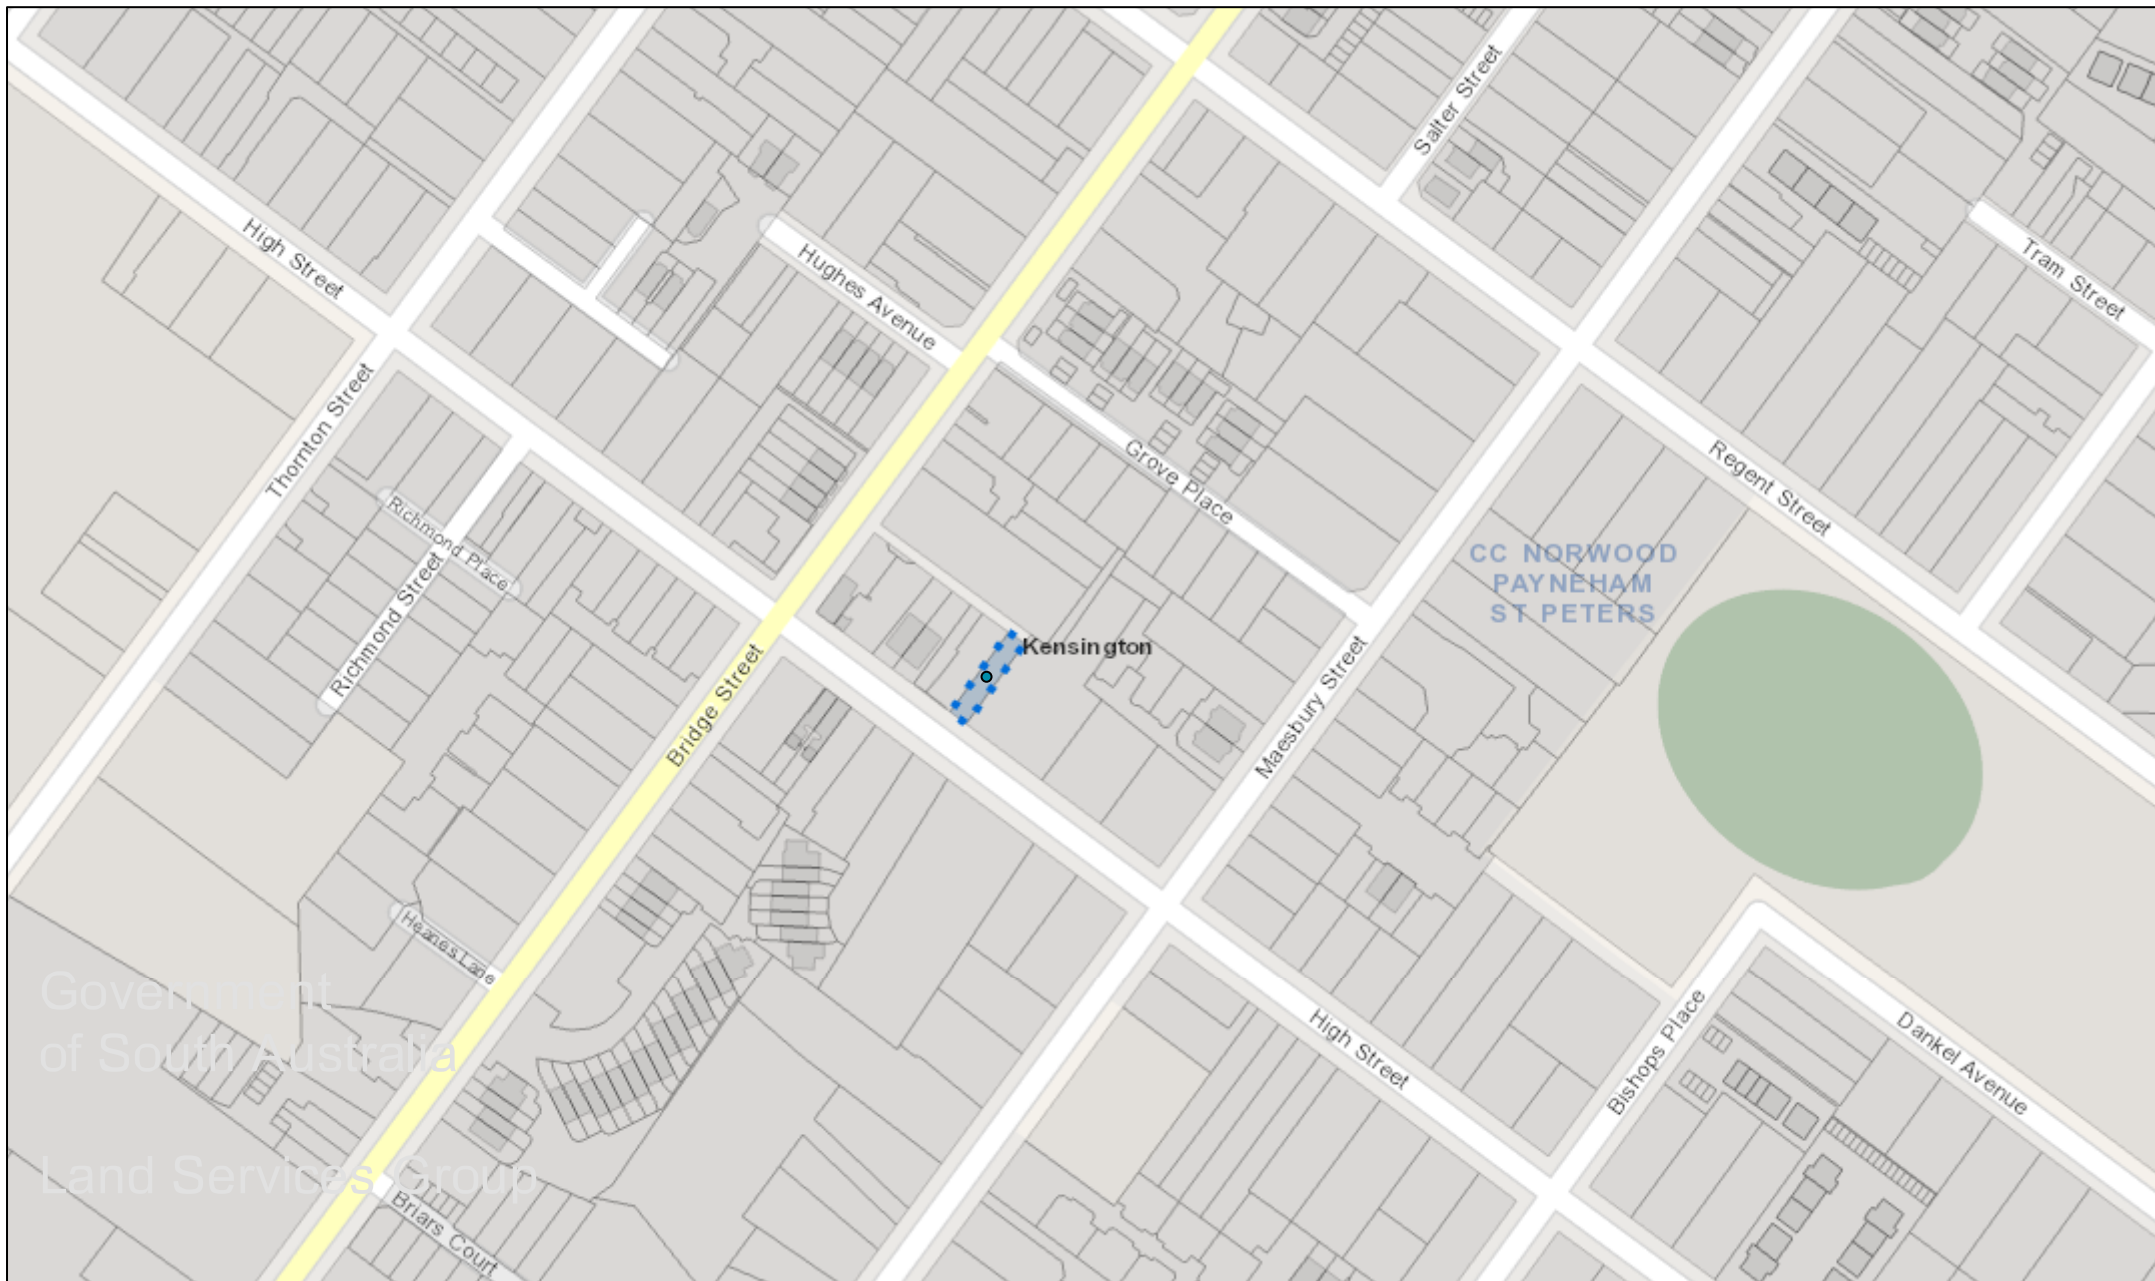 Salter Street
High Street
Hughes Avenue
Tram Street
Thornton Street
Grove Place
Regent Street
Richmond Place
CC NORWOOD
PAYNEHAM
ST PETERS
Richmond Street
Kensington
Bridge Street
Maesbury Street
Heanes Lane
Government
of South Australia
High Street
Bishops Place
Dankel Avenue
Land Services Group
Briars Court